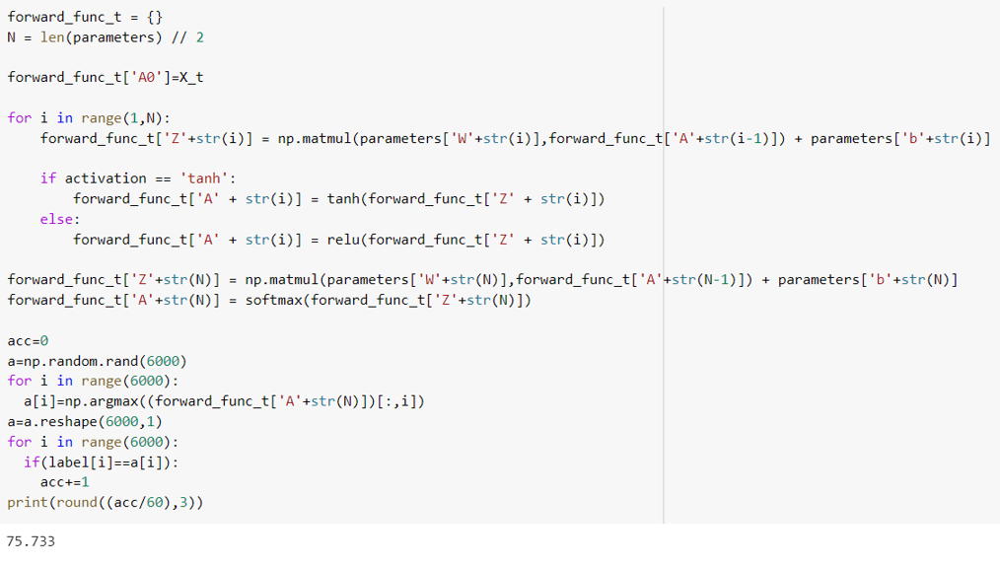 forward_func_t = {}
N = len(parameters) // 2
forward_func_t['A0']=X_t
for i in range(1,N):
    forward_func_t['Z'+str(i)] = np.matmul(parameters['W'+str(i)],forward_func_t['A'+str(i-1)]) + parameters['b'+str(i)]
    if activation == 'tanh':
        forward_func_t['A' + str(i)] = tanh(forward_func_t['Z' + str(i)])
    else:
        forward_func_t['A' + str(i)] = relu(forward_func_t['Z' + str(i)])
forward_func_t['Z'+str(N)] = np.matmul(parameters['W'+str(N)],forward_func_t['A'+str(N-1)]) + parameters['b'+str(N)]
forward_func_t['A'+str(N)] = softmax(forward_func_t['Z'+str(N)])
acc=0
a=np.random.rand(6000)
for i in range(6000):
  a[i]=np.argmax((forward_func_t['A'+str(N)])[:,i])
a=a.reshape(6000,1)
for i in range(6000):
  if(label[i]==a[i]):
    acc+=1
print(round((acc/60),3))
75.733